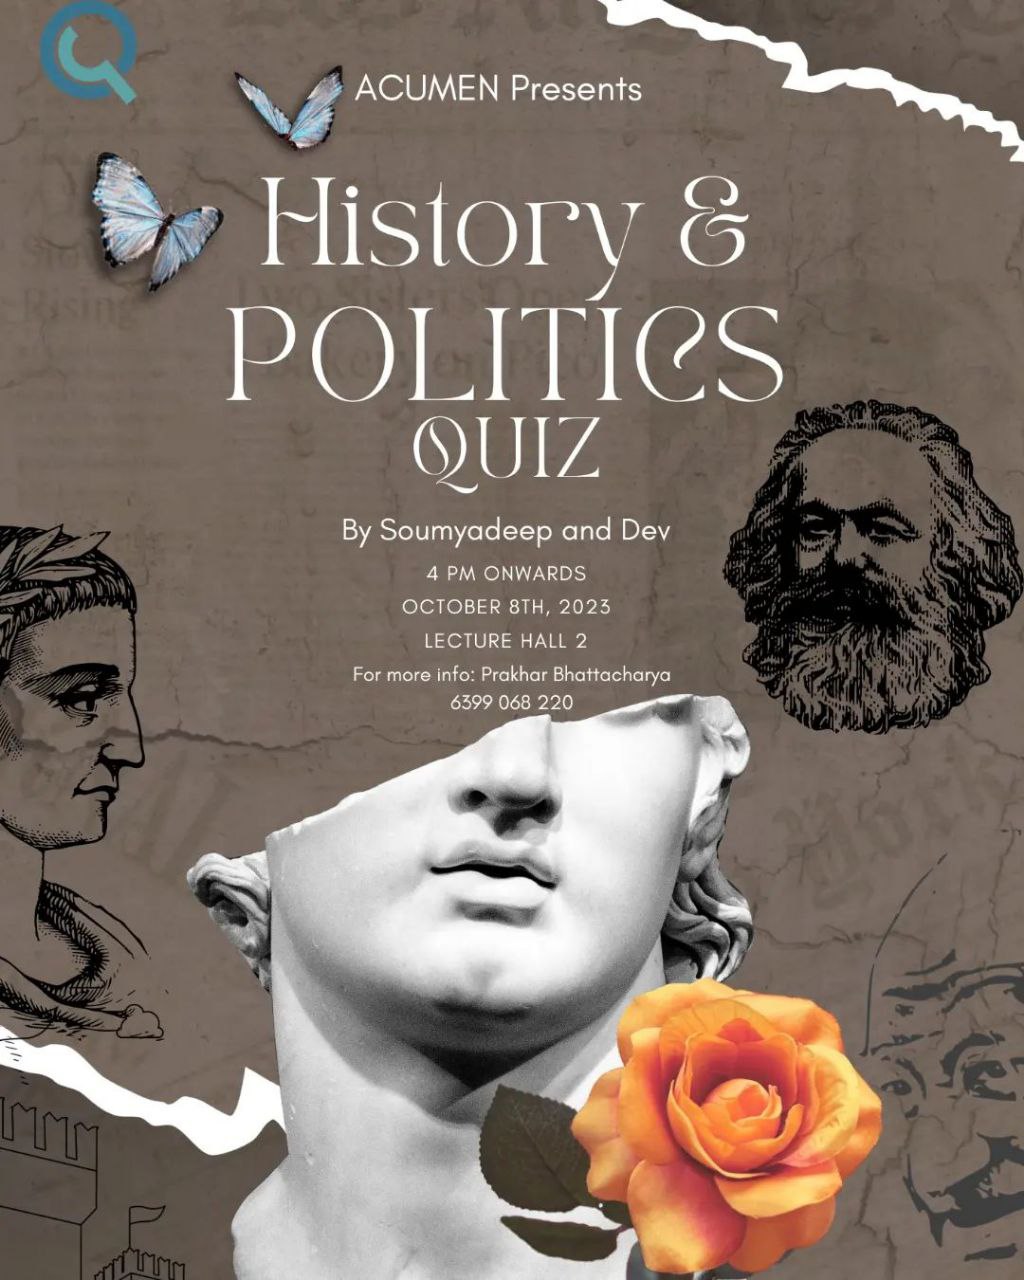 ACUMEN Presents
History &
POLITICS
QUIZ
By Soumyadeep and Dev
4 PM ONWARDS
OCTOBER 8TH, 2023
LECTURE HALL 2
For more info: Prakhar Bhattacharya
6399 068 220